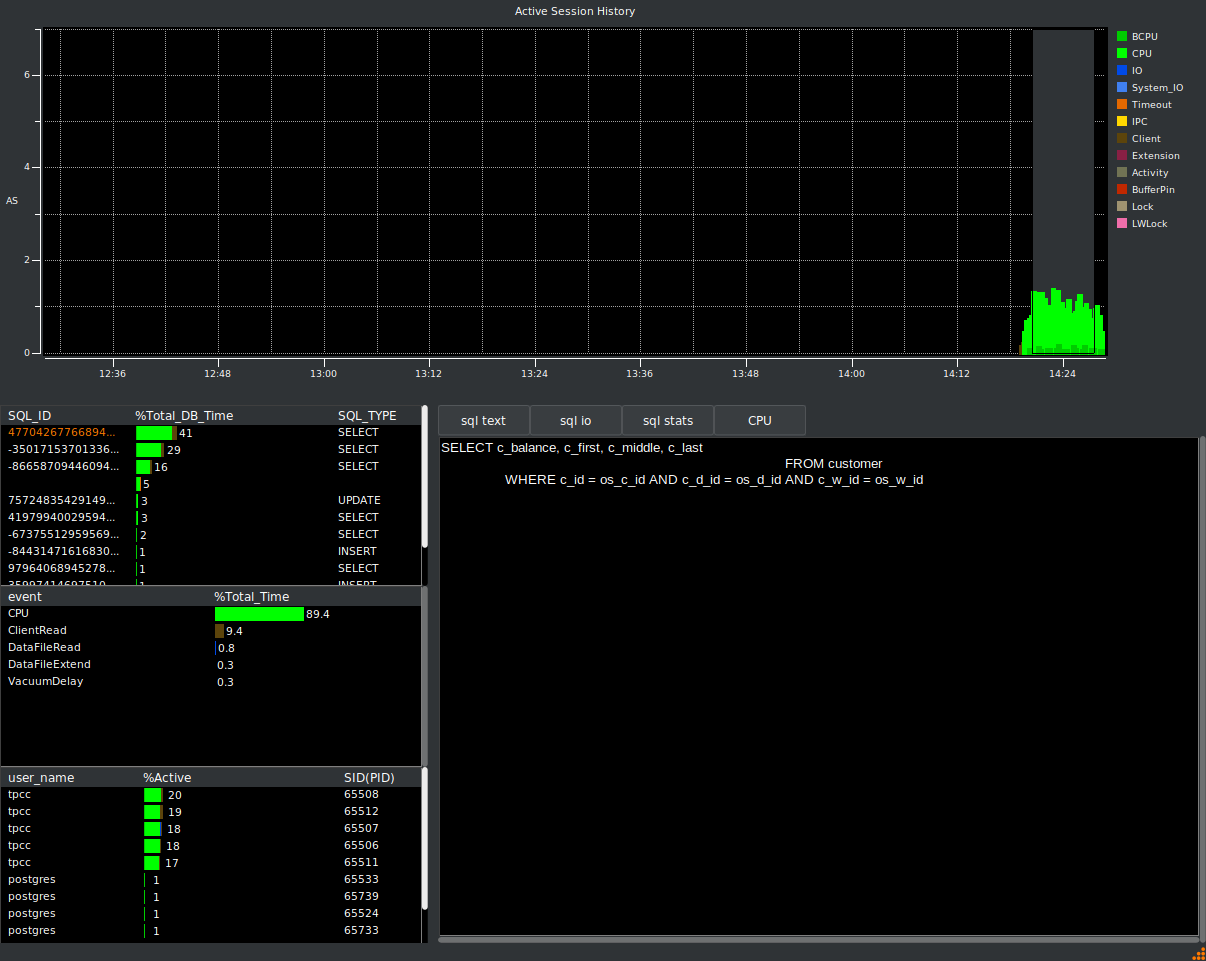 Active Session History
AS
6
4
2
0
12:36 12:48 13:00 13:12 13:24 13:36 13:48 14:00 14:12 14:24
BCPU
CPU
IO
System_IO
Timeout
IPC
Client
Extension
Activity
BufferPin
Lock
LWLock
SQL_ID %Total_DB_Time SQL_TYPE
47704267766894... 41 SELECT
-35017153701336... 29 SELECT
-86658709446094... 16 SELECT
5
75724835429149... 3 UPDATE
41979940029594... 3 SELECT
-67375512959569... 2 SELECT
-84431471616830... 1 INSERT
97964068945278... 1 SELECT
35997414697510... 1 INSERT
event %Total_Time
CPU 89.4
ClientRead 9.4
DataFileRead 0.8
DataFileExtend 0.3
VacuumDelay 0.3
user_name %Active SID(PID)
tpcc 20 65508
tpcc 19 65512
tpcc 18 65507
tpcc 18 65506
tpcc 17 65511
postgres 1 65533
postgres 1 65739
postgres 1 65524
postgres 1 65733
sql text sql io sql stats CPU
SELECT c_balance, c_first, c_middle, c_last
FROM customer
WHERE c_id = os_c_id AND c_d_id = os_d_id AND c_w_id = os_w_id